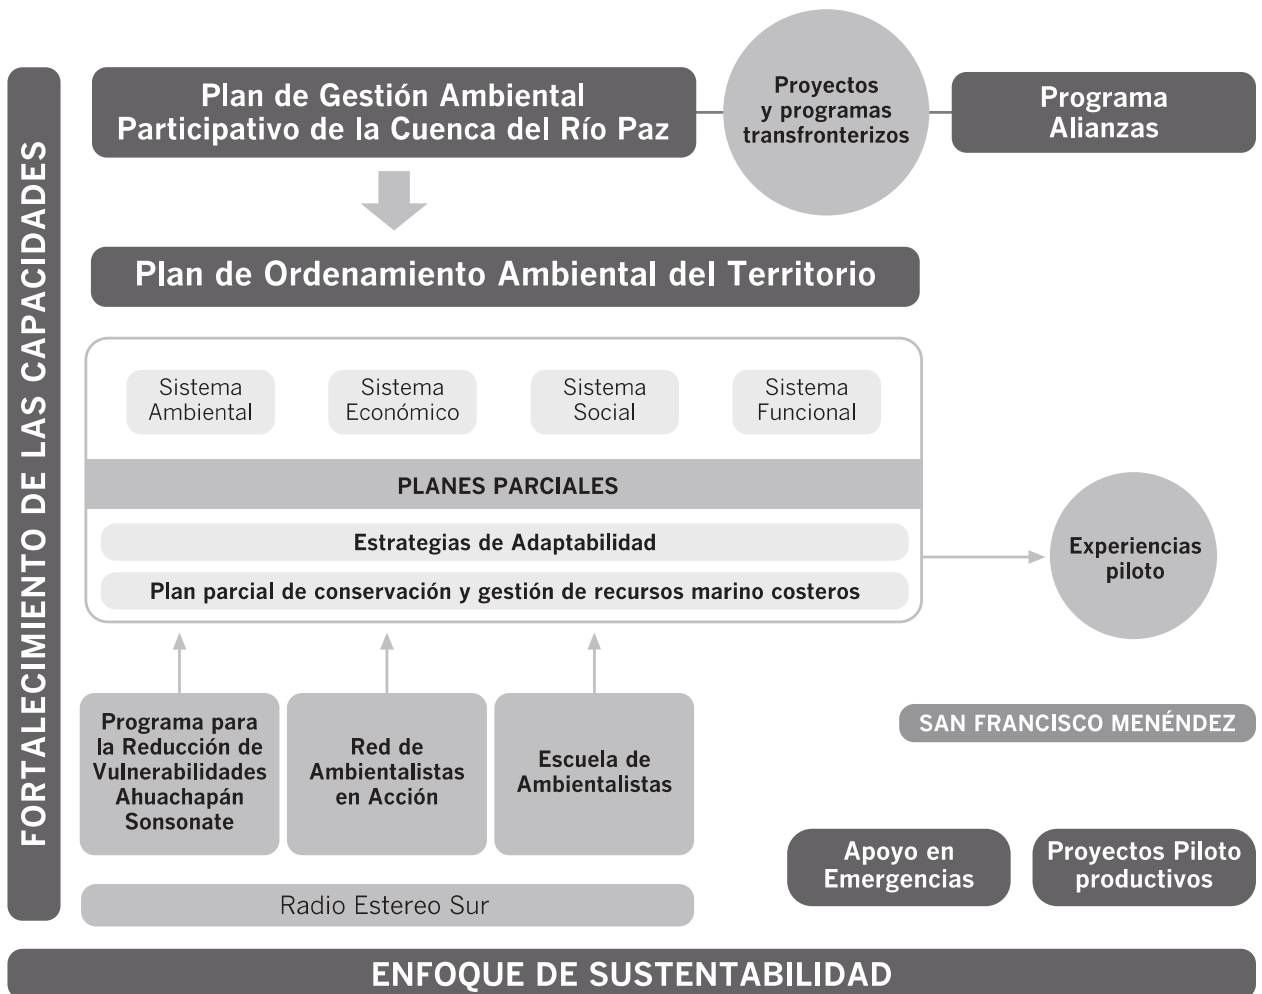 FORTALECIMIENTO DE LAS CAPACIDADES
Plan de Gestión Ambiental
Participativo de la Cuenca del Río Paz
Proyectos
y programas
transfronterizos
Programa
Alianzas
Plan de Ordenamiento Ambiental del Territorio
Sistema
Ambiental
Sistema
Económico
Sistema
Social
Sistema
Funcional
PLANES PARCIALES
Estrategias de Adaptabilidad
Plan parcial de conservación y gestión de recursos marino costeros
Experiencias
piloto
Programa para
la Reducción de
Vulnerabilidades
Ahuachapán
Sonsonate
Red de
Ambientalistas
en Acción
Escuela de
Ambientalistas
SAN FRANCISCO MENÉNDEZ
Apoyo en
Emergencias
Proyectos Piloto
productivos
Radio Estereo Sur
ENFOQUE DE SUSTENTABILIDAD